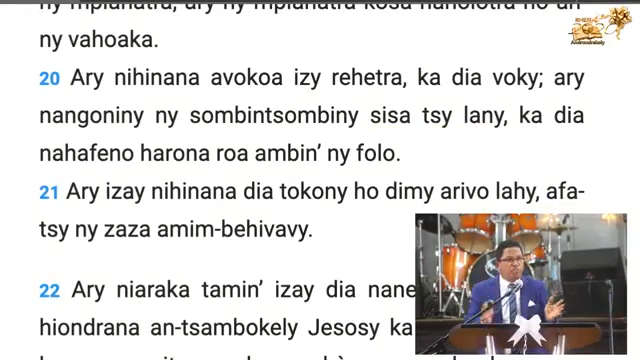 ny vahoaka.
20 Ary nihinana avokoa izy rehetra, ka dia voky; ary
nangoniny ny sombintsombiny sisa tsy lany, ka dia
nahafeno harona roa ambin’ ny folo.
21 Ary izay nihinana dia tokony ho dimy arivo lahy, afa-
tsy ny zaza amim-behivavy.
22 Ary niaraka tamin’ izay dia nane
hiondrana an-tsambokely Jesosy ka